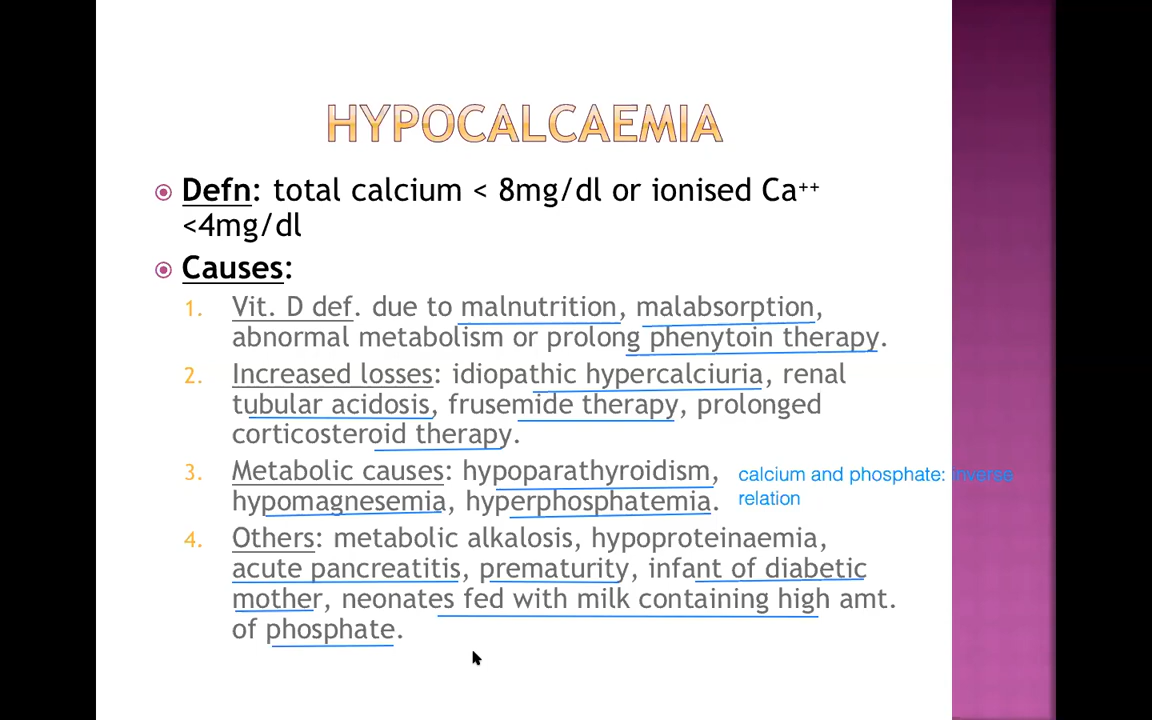 HYPOCALCAEMIA
Defn: total calcium < 8mg/dl or ionised Ca++
<4mg/dl
Causes:
1. Vit. D def. due to malnutrition, malabsorption,
abnormal metabolism or prolong phenytoin therapy.
2. Increased losses: idiopathic hypercalciuria, renal
tubular acidosis, frusemide therapy, prolonged
corticosteroid therapy.
3. Metabolic causes: hypoparathyroidism,
hypomagnesemia, hyperphosphatemia.
calcium and phosphate: inverse
relation
4. Others: metabolic alkalosis, hypoproteinaemia,
acute pancreatitis, prematurity, infant of diabetic
mother, neonates fed with milk containing high amt.
of phosphate.